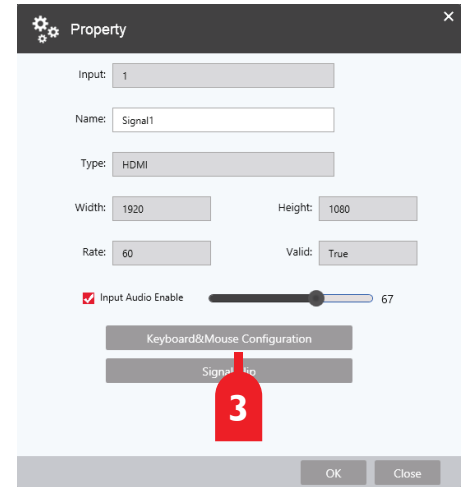 Property
Input: 1
Name: Signal1
Type: HDMI
Width: 1920 Height: 1080
Rate: 60 Valid: True
Input Audio Enable 67
Keyboard&Mouse Configuration
Signal
3
OK Close